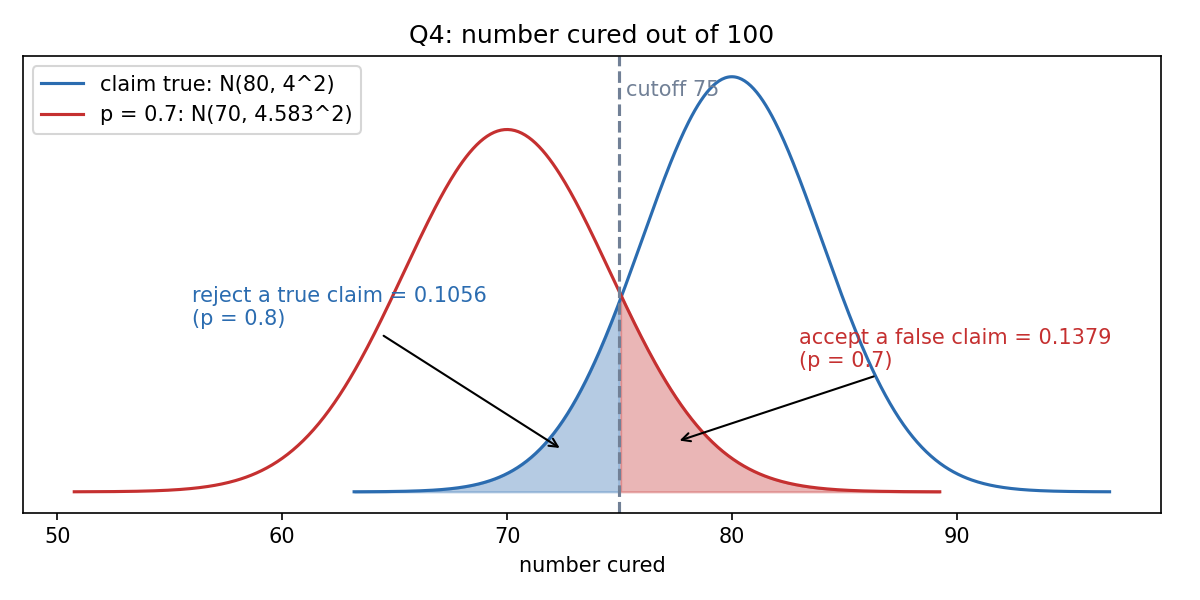 Q4: number cured out of 100
claim true: N(80, 4^2)
p = 0.7: N(70, 4.583^2)
cutoff 75
reject a true claim = 0.1056
(p = 0.8)
accept a false claim = 0.1379
(p = 0.7)
50 60 70 80 90
number cured